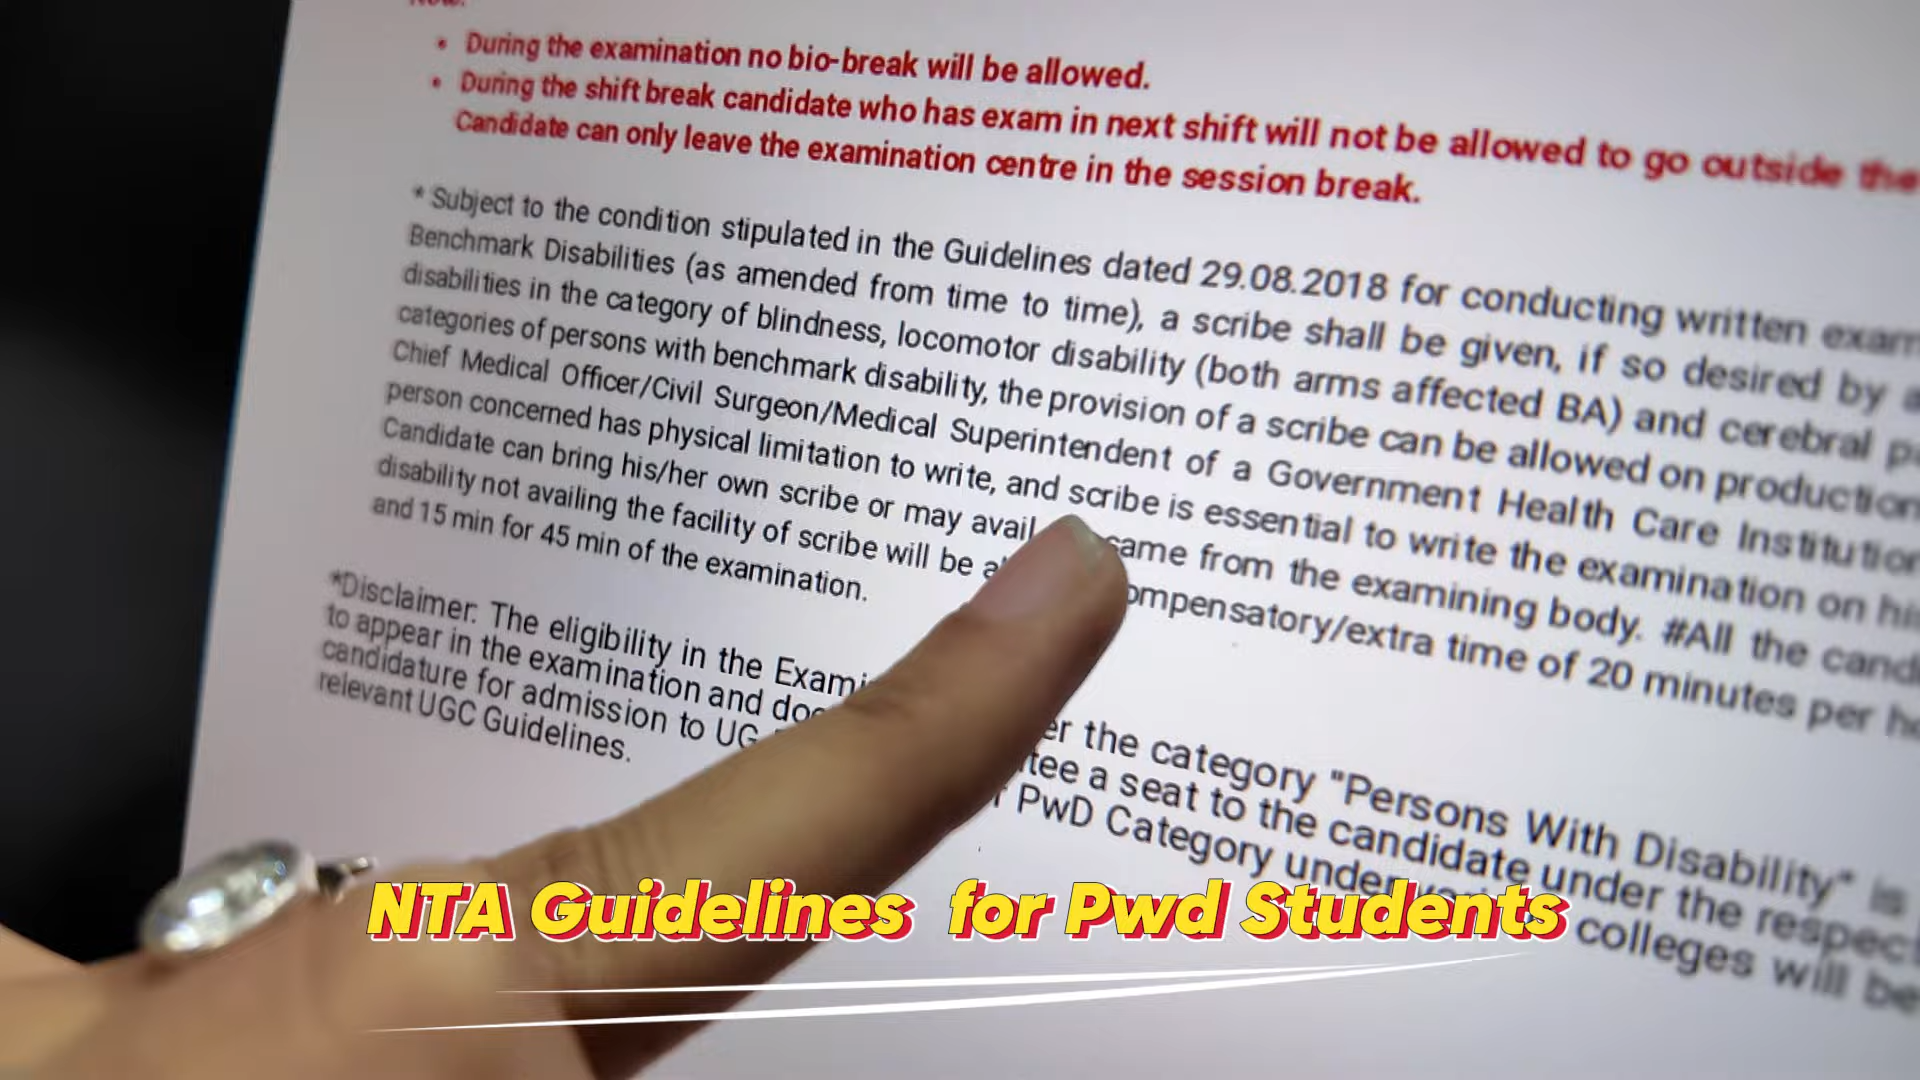 • During the examination no bio-break will be allowed.
• During the shift break candidate who has exam in next shift will not be allowed to go outside the
Candidate can only leave the examination centre in the session break.
* Subject to the condition stipulated in the Guidelines dated 29.08.2018 for conducting written exam
Benchmark Disabilities (as amended from time to time), a scribe shall be given, if so desired by a
disabilities in the category of blindness, locomotor disability (both arms affected BA) and cerebral
categories of persons with benchmark disability, the provision of a scribe can be allowed on production
Chief Medical Officer/Civil Surgeon/Medical Superintendent of a Government Health Care Institution
person concerned has physical limitation to write, and scribe is essential to write the examination on his
Candidate can bring his/her own scribe or may avail same from the examining body. #All the
disability not availing the facility of scribe will be ompensatory/extra time of 20 minutes per
and 15 min for 45 min of the examination.
*Disclaimer: The eligibility in the Exami er the category "Persons With Disability" is
to appear in the examination and tee a seat to the candidate under the respec
candidature for admission to UG PwD Category under colleges will be
relevant UGC Guidelines.
NTA Guidelines for Pwd Students